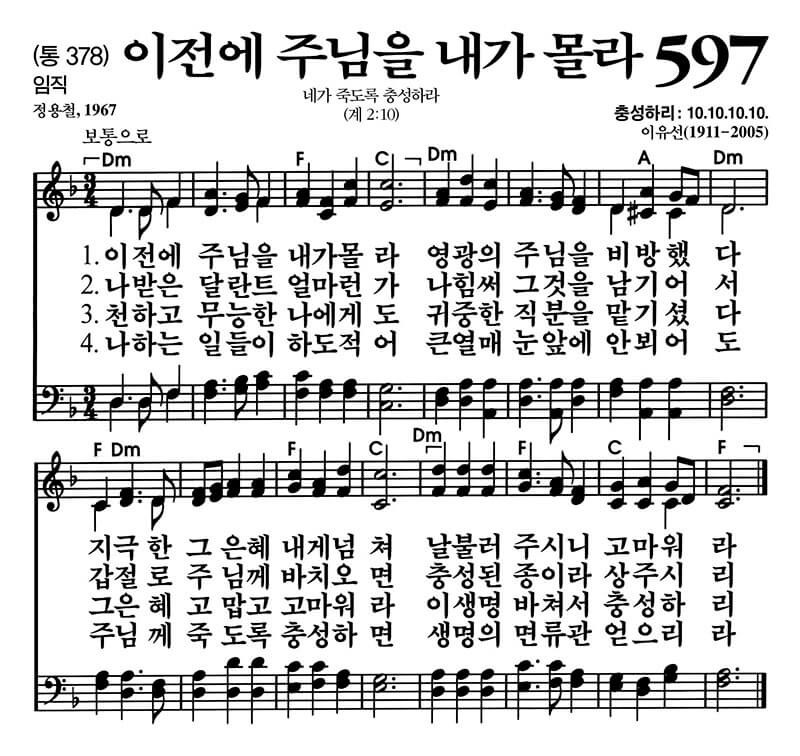 (통 378) 이전에 주님을 내가 몰라 597
임직
네가 죽도록 충성하라
(계 2:10)
정용철, 1967
충성하리: 10.10.10.10.
이유선(1911-2005)
보통으로
Dm F C Dm A Dm
3 4
1. 이전에 주님을 내가몰 라 영광의 주님을 비방했 다
2. 나받은 달란트 얼마런 가 나힘써 그것을 남기어 서
3. 천하고 무능한 나에게 도 귀중한 직분을 맡기셨 다
4. 나하는 일들이 하도적 어 큰열매 눈앞에 안뵈어 도
3 4
F Dm F C Dm F C F
지극 한 그 은혜 내게넘 쳐 날불러 주시니 고마워 라
갑절 로 주 님께 바치오 면 충성된 종이라 상주시 리
그은 혜 고 맙고 고마워 라 이생명 바쳐서 충성하 리
주님 께 죽 도록 충성하 면 생명의 면류관 얻으리 라